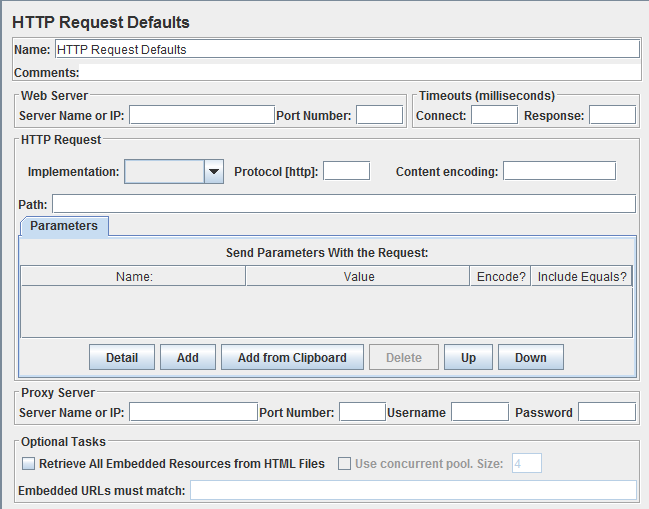 HTTP Request Defaults
Name: HTTP Request Defaults
Comments:
Web Server
Timeouts (milliseconds)
Server Name or IP: Port Number: Connect: Response:
HTTP Request
Implementation: Protocol [http]: Content encoding:
Path:
Parameters
Send Parameters With the Request:
Name: Value Encode? Include Equals?
Detail Add Add from Clipboard Delete Up Down
Proxy Server
Server Name or IP: Port Number: Username Password
Optional Tasks
Retrieve All Embedded Resources from HTML Files Use concurrent pool. Size: 4
Embedded URLs must match: